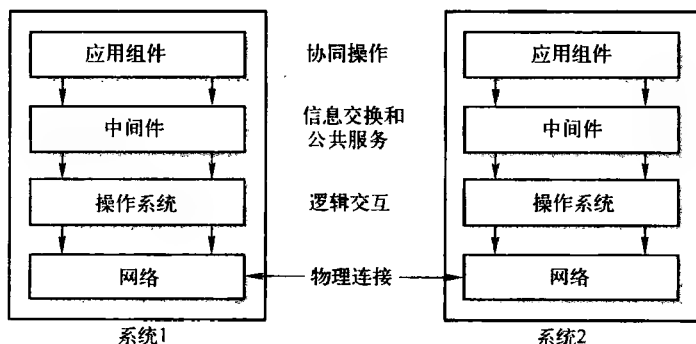 应用组件
协同操作
应用组件
中间件
信息交换和
公共服务
中间件
操作系统
逻辑交互
操作系统
网络
物理连接
网络
系统1
系统2